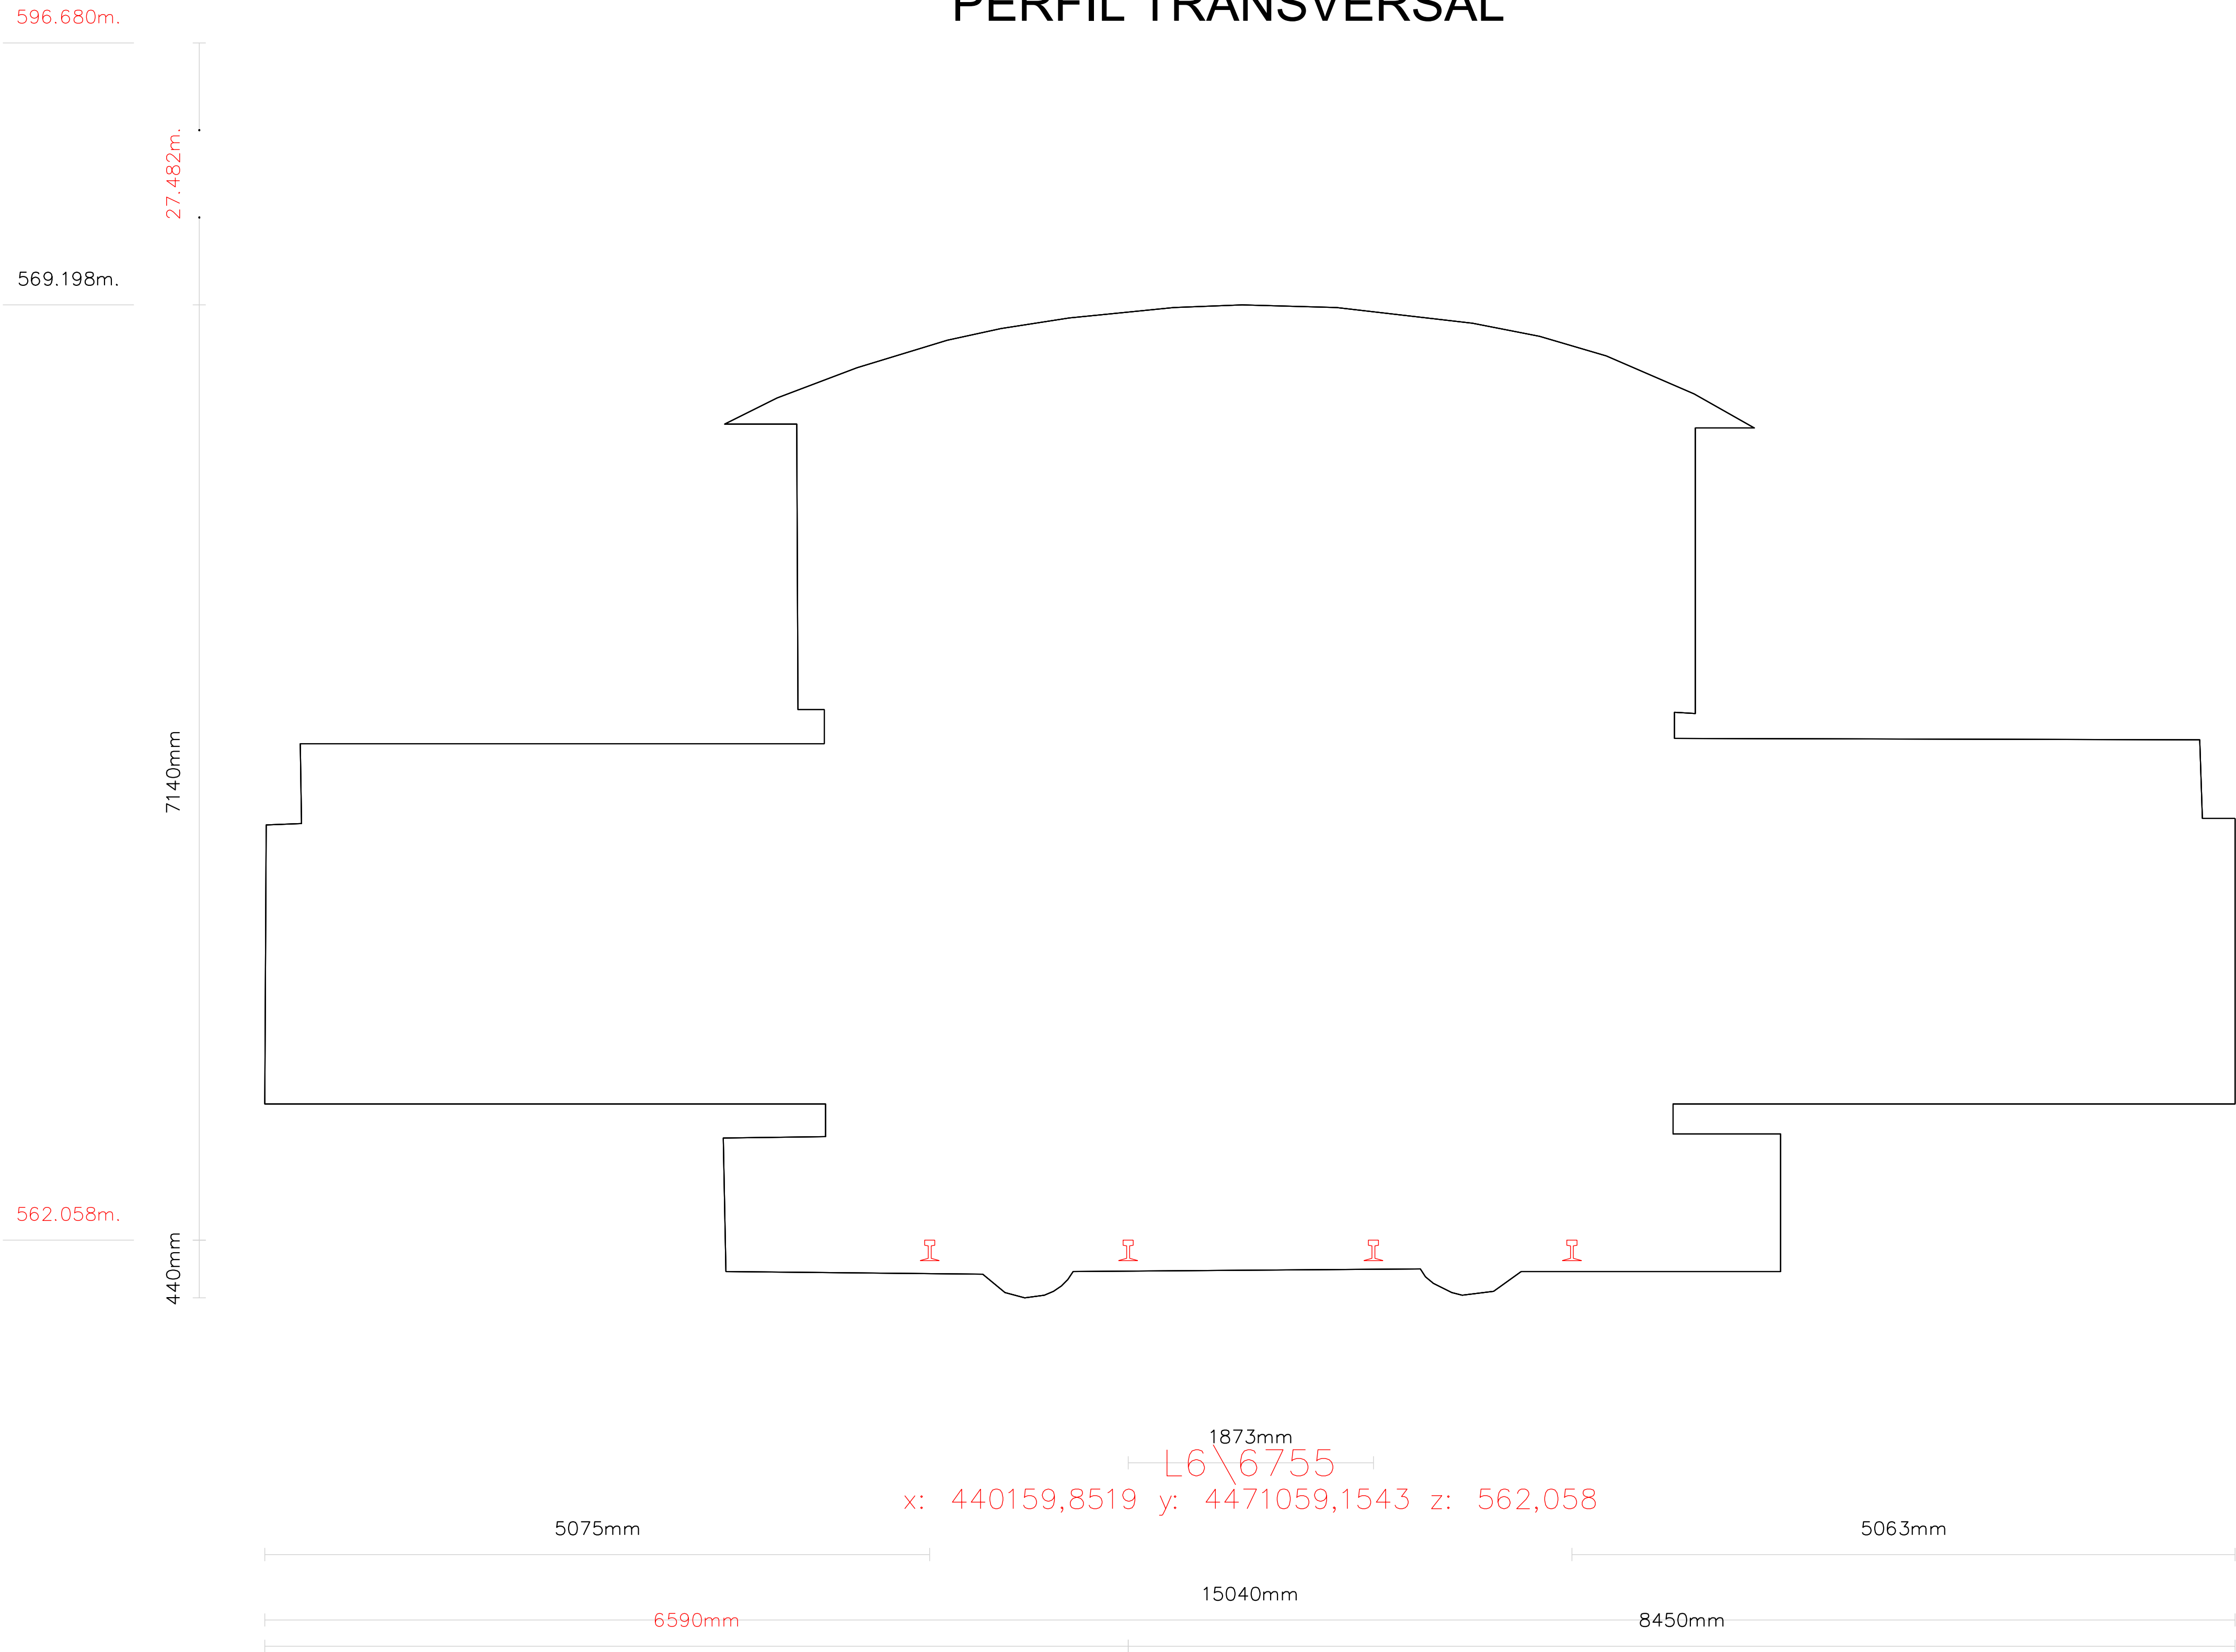 PERFIL TRANSVERSAL
596.680m.
27.482m.
569.198m.
7140mm
562.058m.
440mm
1873mm
L6\6755
x: 440159,8519 y: 4471059,1543 z: 562,058
5075mm
5063mm
15040mm
6590mm
8450mm